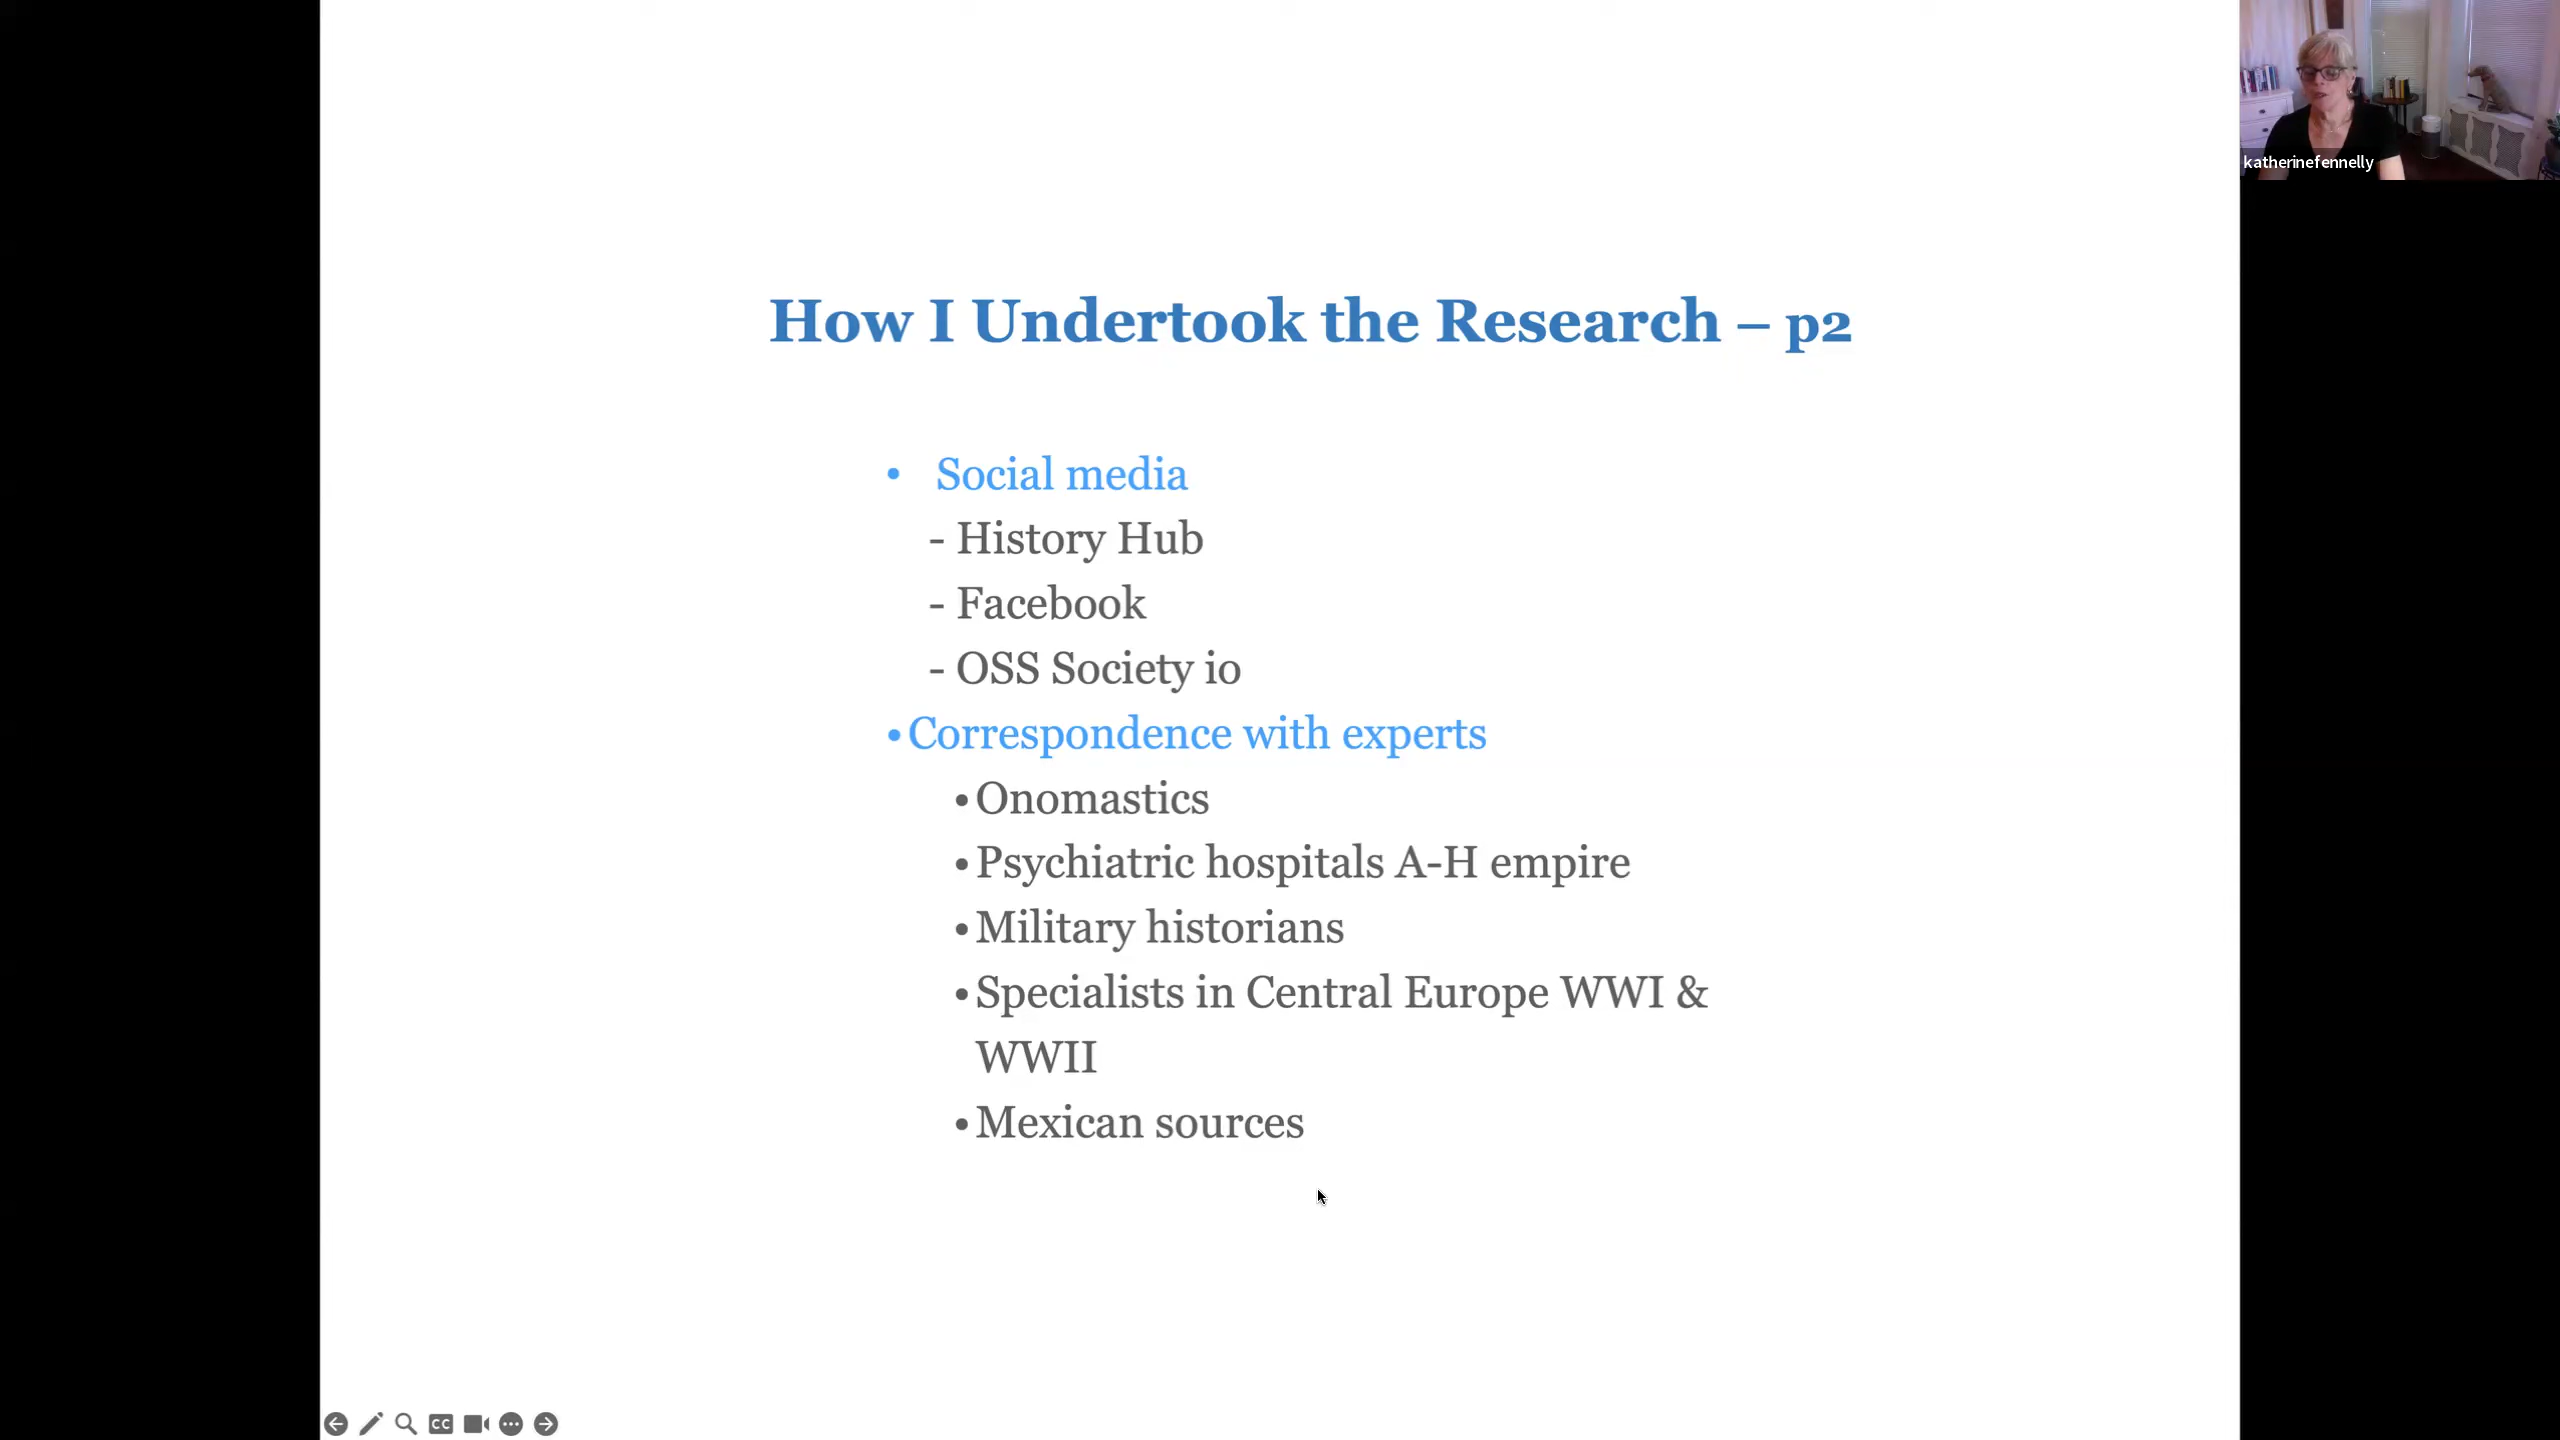 katherinefennelly
How I Undertook the Research – p2
• Social media
- History Hub
- Facebook
- OSS Society io
• Correspondence with experts
• Onomastics
• Psychiatric hospitals A-H empire
• Military historians
• Specialists in Central Europe WWI &
WWII
• Mexican sources
CC